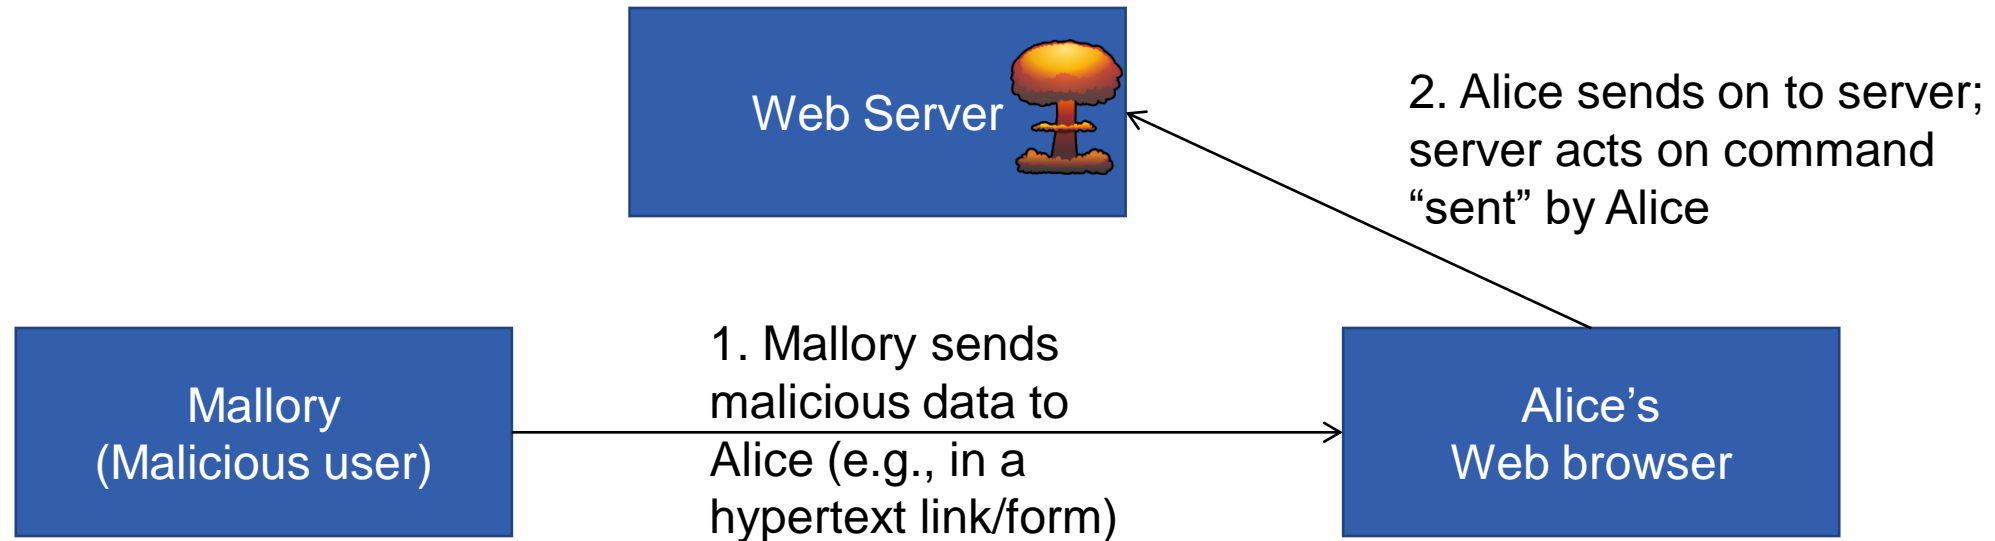 Web Server
2. Alice sends on to server;
server acts on command
“sent” by Alice
Mallory
(Malicious user)
1. Mallory sends
malicious data to
Alice (e.g., in a
hypertext link/form)
Alice’s
Web browser